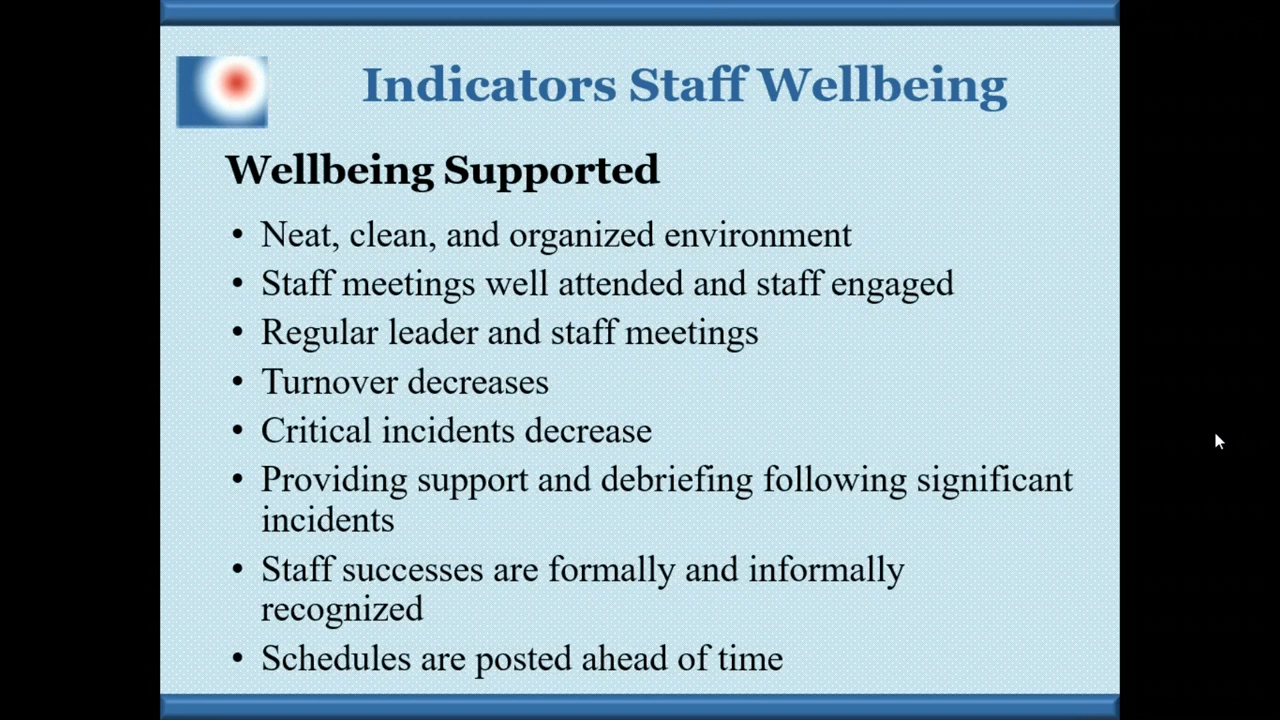 Indicators Staff Wellbeing
Wellbeing Supported
• Neat, clean, and organized environment
• Staff meetings well attended and staff engaged
• Regular leader and staff meetings
• Turnover decreases
• Critical incidents decrease
• Providing support and debriefing following significant
incidents
• Staff successes are formally and informally
recognized
• Schedules are posted ahead of time